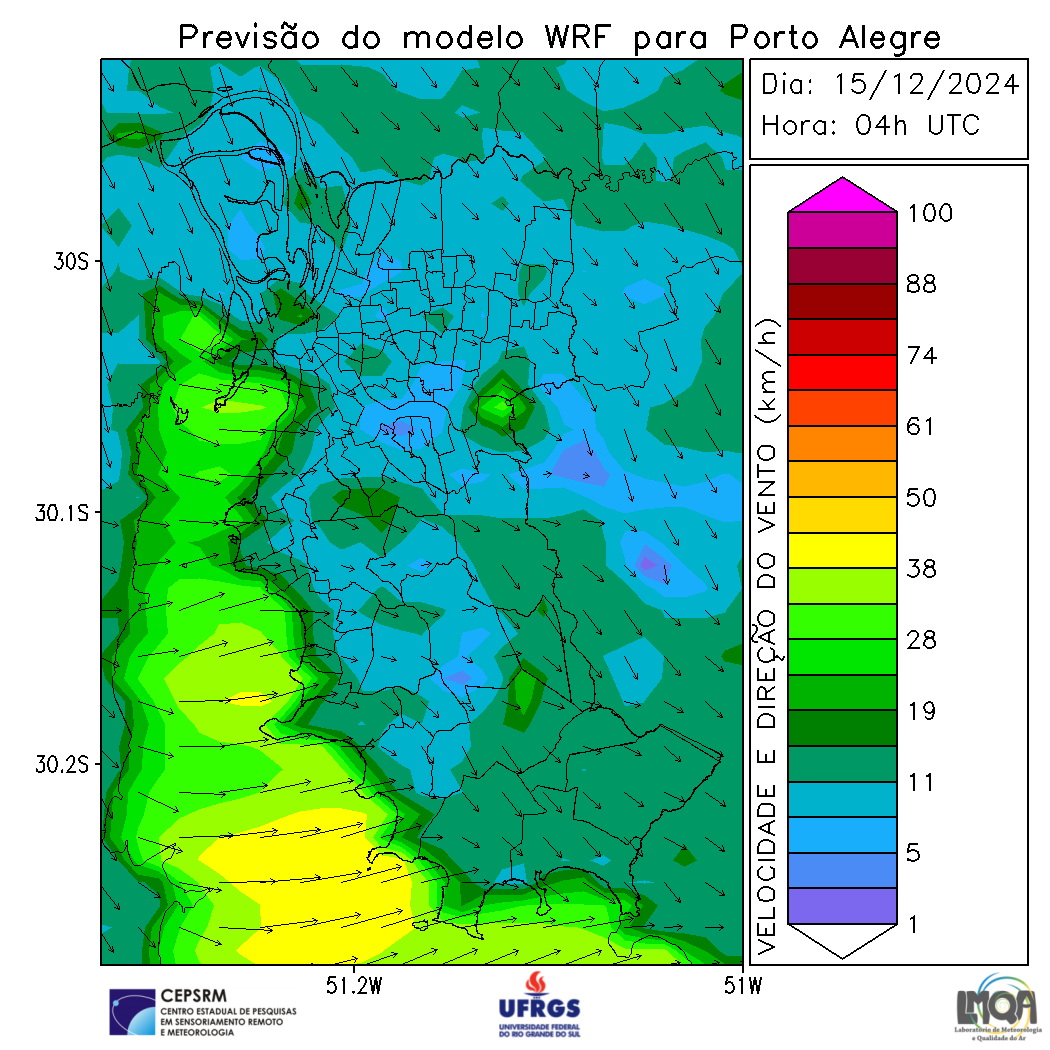 Previsão do modelo WRF para Porto Alegre
Dia: 15/12/2024
Hora: 04h UTC
30S
30.1S
30.2S
51.2W
51W
VELOCIDADE E DIREÇÃO DO VENTO (km/h)
100
88
74
61
50
38
28
19
11
5
1
CEPSRM
CENTRO ESTADUAL DE PESQUISAS
EM SENSORIAMENTO REMOTO
E METEOROLOGIA
UFRGS
UNIVERSIDADE FEDERAL
DO RIO GRANDE DO SUL
LMQA
Laboratório de Meteorologia
e Qualidade do Ar